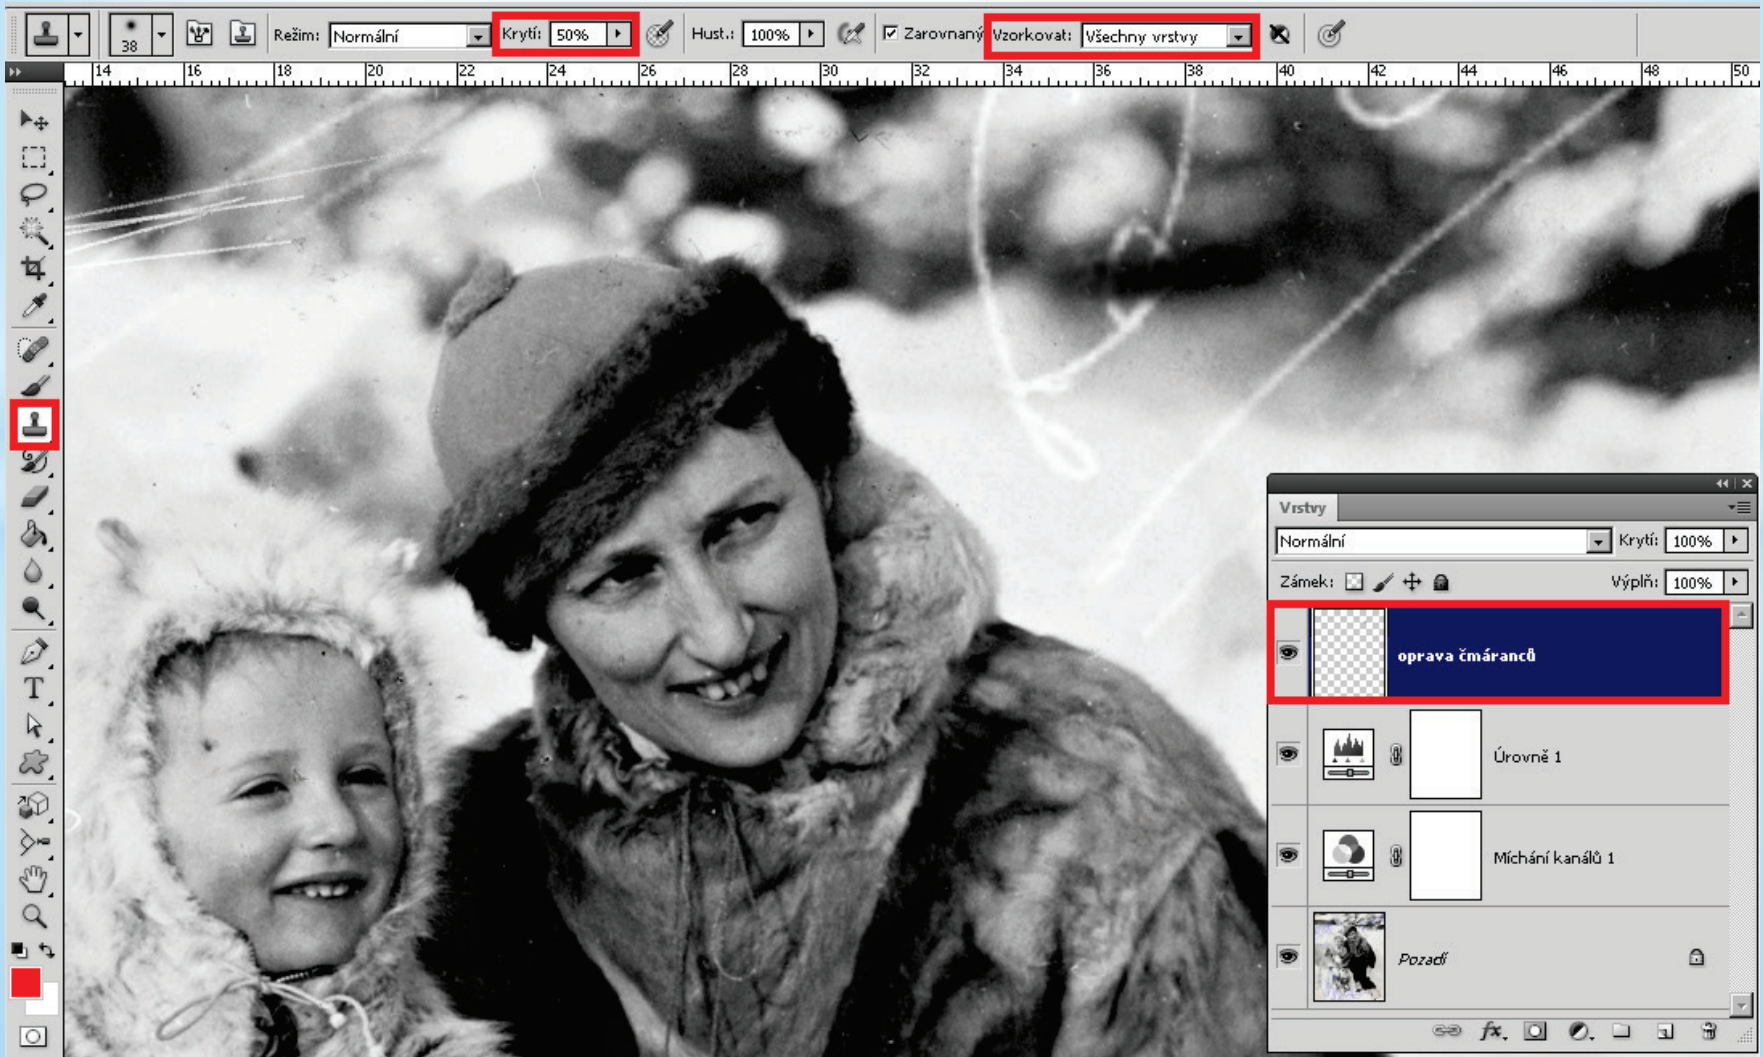 38 Režim: Normální Krytí: 50% Hust.: 100% Zarovnaný Vzorkovat: Všechny vrstvy
14 16 18 20 22 24 26 28 30 32 34 36 38 40 42 44 46 48 50
Vrstvy
Normální Krytí: 100%
Zámek: Výplň: 100%
oprava čmáranců
Úrovně 1
Míchání kanálů 1
Pozadí
fx.
T